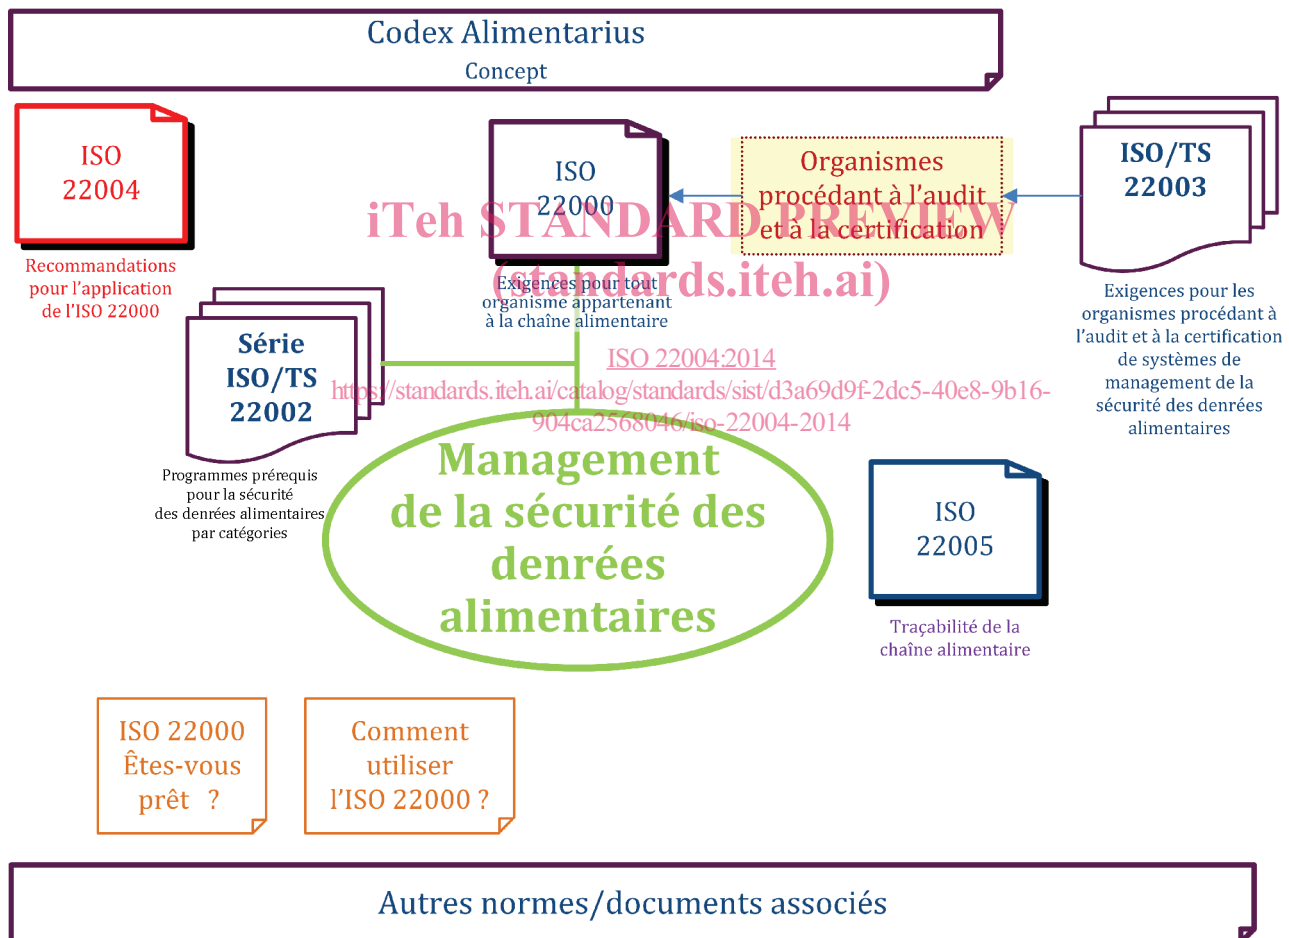 Codex Alimentarius
Concept
ISO
22004
Recommandations
pour l'application
de l'ISO 22000
ISO
22000
Exigences pour tout
organisme appartenant
à la chaîne alimentaire
Organismes
procédant à l'audit
et à la certification
ISO/TS
22003
Exigences pour les
organismes procédant à
l'audit et à la certification
de systèmes de
management de la
sécurité des denrées
alimentaires
iTeh STANDARD PREVIEW
(standards.iteh.ai)
ISO 22004:2014
https://standards.iteh.ai/catalog/standards/sist/d3a69d9f-2dc5-40e8-9b16-
904ca2568046/iso-22004-2014
Série
ISO/TS
22002
Programmes prérequis
pour la sécurité
des denrées alimentaires
par catégories
Management
de la sécurité des
denrées
alimentaires
ISO
22005
Traçabilité de la
chaîne alimentaire
ISO 22000
Êtes-vous
prêt ?
Comment
utiliser
l'ISO 22000 ?
Autres normes/documents associés